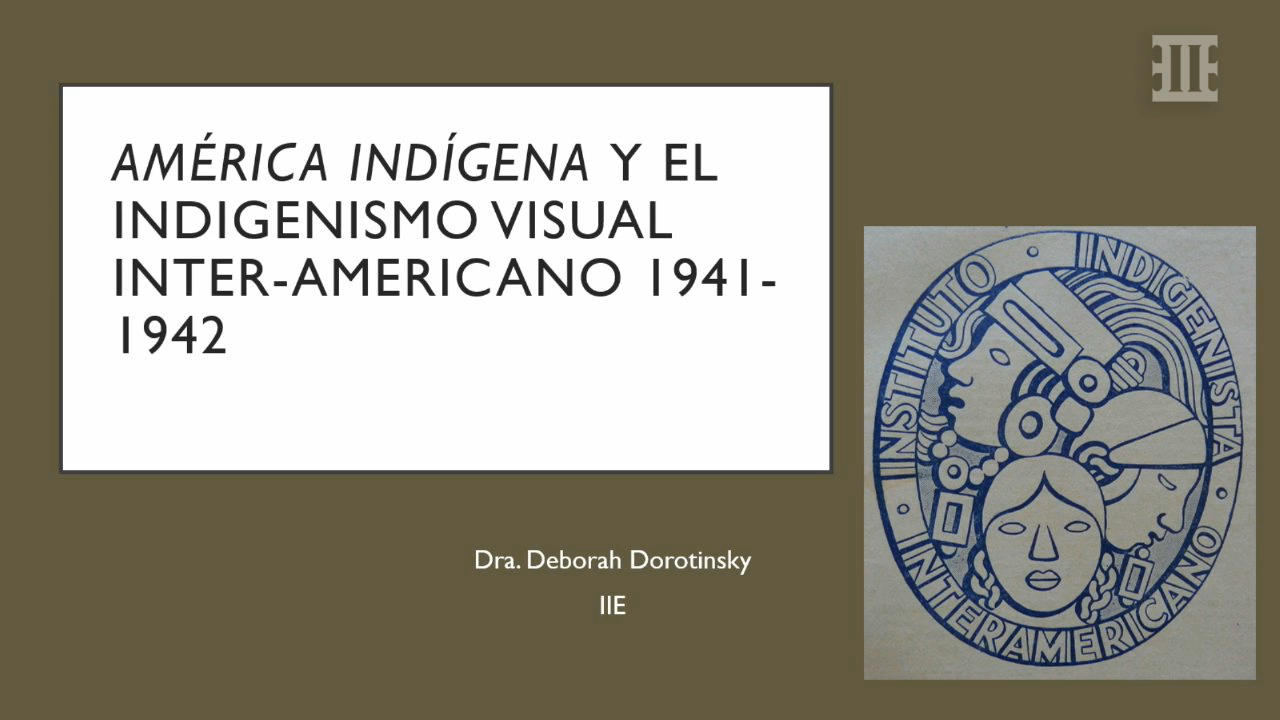 AMÉRICA INDÍGENA Y EL
INDIGENISMO VISUAL
INTER-AMERICANO 1941-
1942
Dra. Deborah Dorotinsky
IIE
INSTITUTO · INDIGENISTA · INTERAMERICANO ·